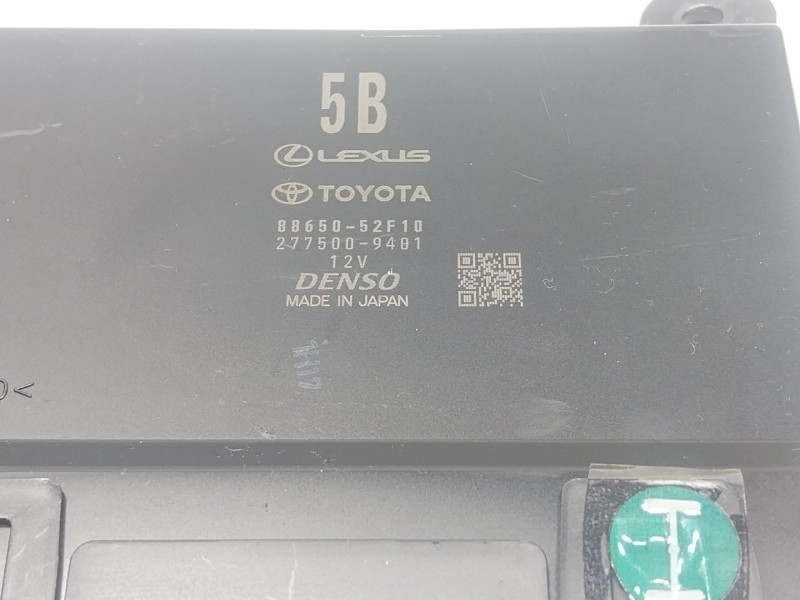 5B
LEXUS
TOYOTA
88650-52F10
277500-9401
12V
DENSO
MADE IN JAPAN